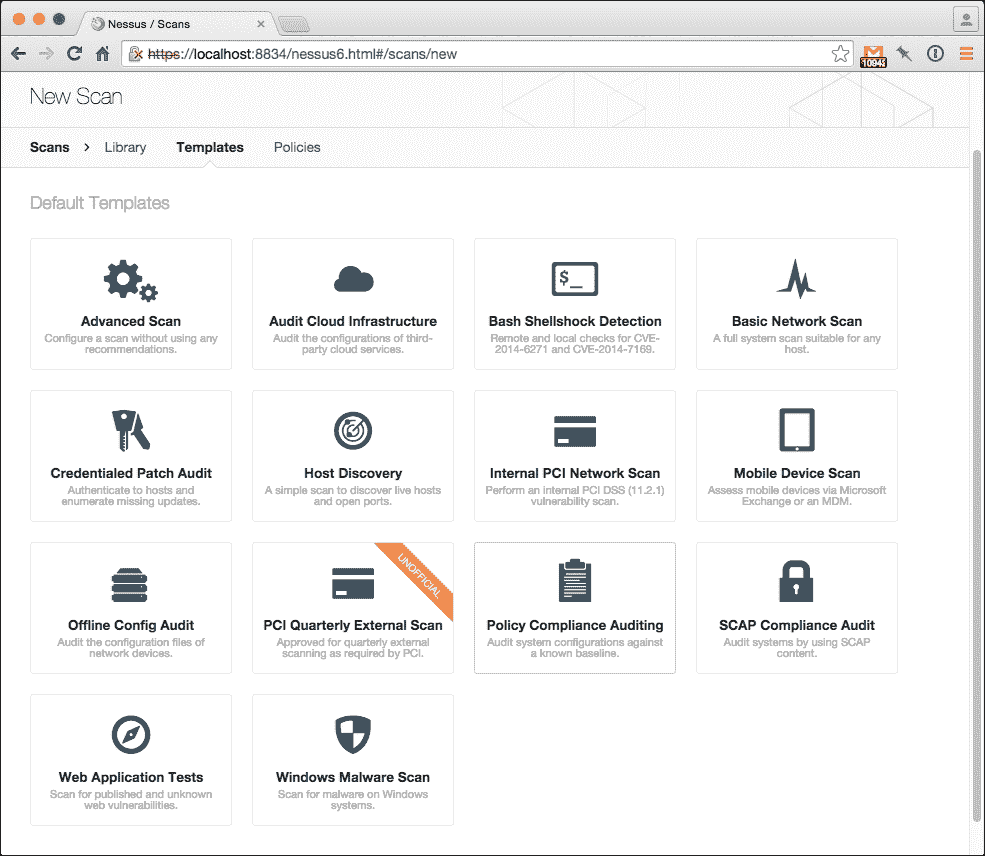 Nessus / Scans
https://localhost:8834/nessus6.html#/scans/new
10943
New Scan
Scans > Library Templates Policies
Default Templates
Advanced Scan
Configure a scan without using any
recommendations.
Audit Cloud Infrastructure
Audit the configurations of third-
party cloud services.
$_
Bash Shellshock Detection
Remote and local checks for CVE-
2014-6271 and CVE-2014-7169.
Basic Network Scan
A full system scan suitable for any
host.
Credentialed Patch Audit
Authenticate to hosts and
enumerate missing updates.
Host Discovery
A simple scan to discover live hosts
and open ports.
Internal PCI Network Scan
Perform an internal PCI DSS (11.2.1)
vulnerability scan.
Mobile Device Scan
Assess mobile devices via Microsoft
Exchange or an MDM.
Offline Config Audit
Audit the configuration files of
network devices.
UNOFFICIAL
PCI Quarterly External Scan
Approved for quarterly external
scanning as required by PCI.
Policy Compliance Auditing
Audit system configurations against
a known baseline.
SCAP Compliance Audit
Audit systems by using SCAP
content.
Web Application Tests
Scan for published and unknown
web vulnerabilities.
Windows Malware Scan
Scan for malware on Windows
systems.